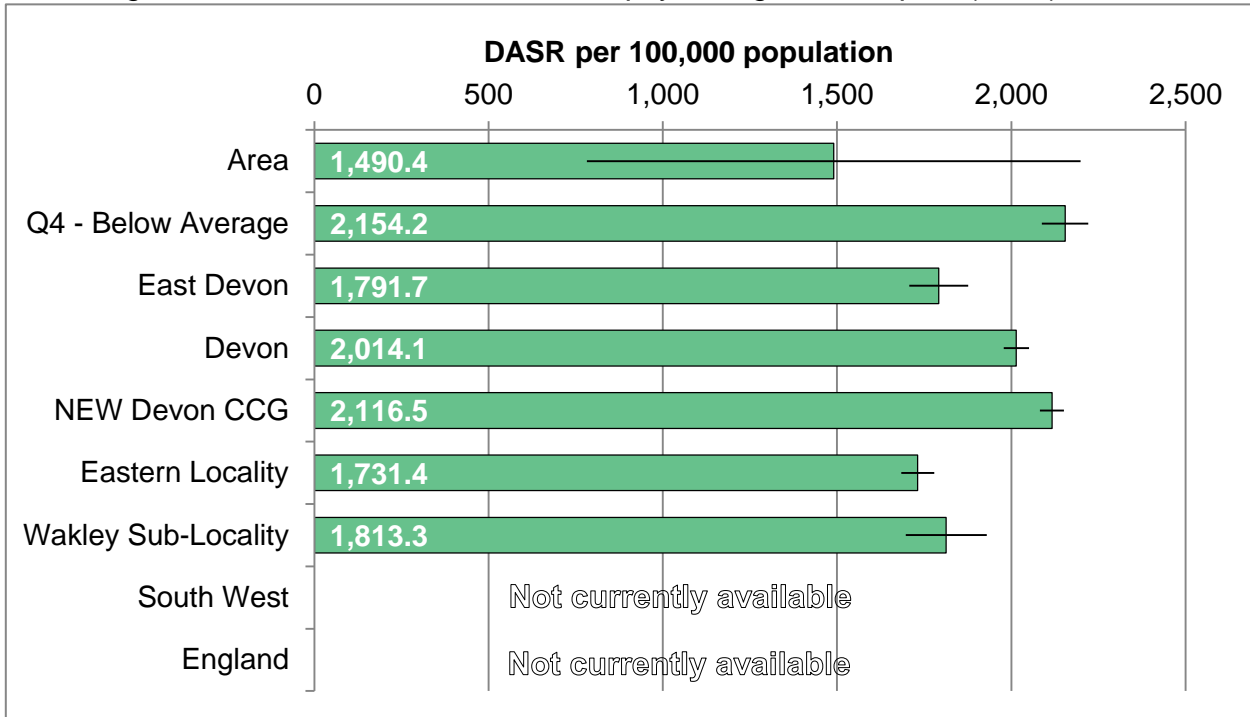 DASR per 100,000 population
0 500 1,000 1,500 2,000 2,500
Area 1,490.4
Q4 - Below Average 2,154.2
East Devon 1,791.7
Devon 2,014.1
NEW Devon CCG 2,116.5
Eastern Locality 1,731.4
Wakley Sub-Locality 1,813.3
South West Not currently available
England Not currently available